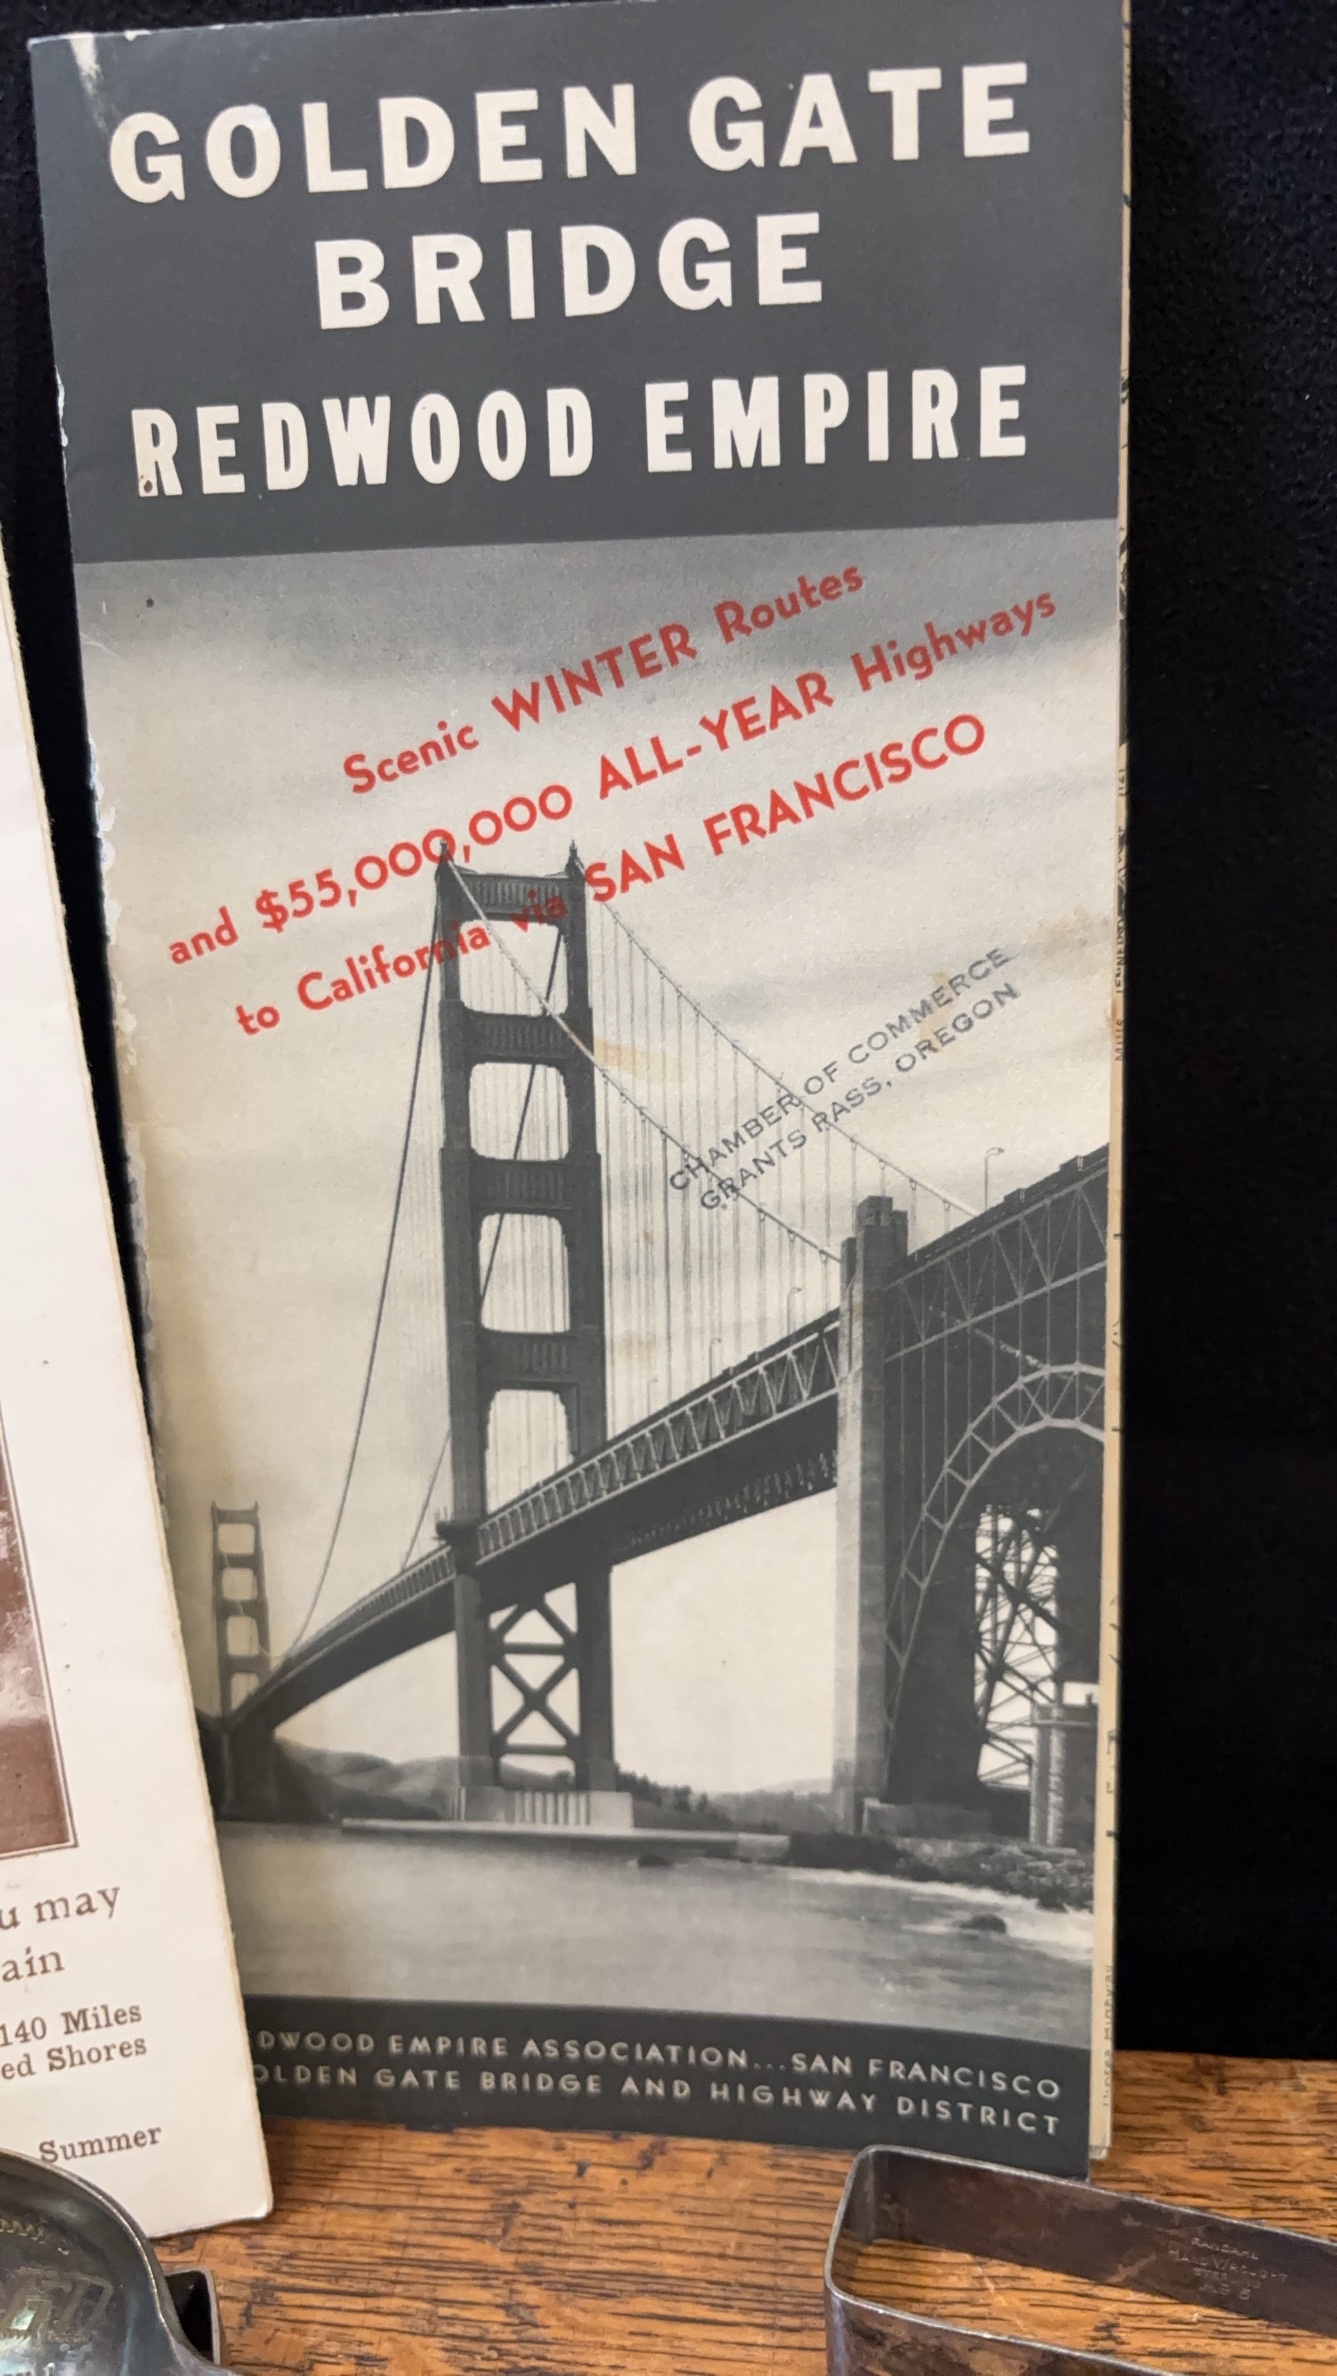 GOLDEN GATE
BRIDGE
REDWOOD EMPIRE
Scenic WINTER Routes
and $55,000,000 ALL-YEAR Highways
to California via SAN FRANCISCO
CHAMBER OF COMMERCE
GRANTS PASS, OREGON
DWOOD EMPIRE ASSOCIATION...SAN FRANCISCO
OLDEN GATE BRIDGE AND HIGHWAY DISTRICT
u may
ain
140 Miles
ed Shores
Summer